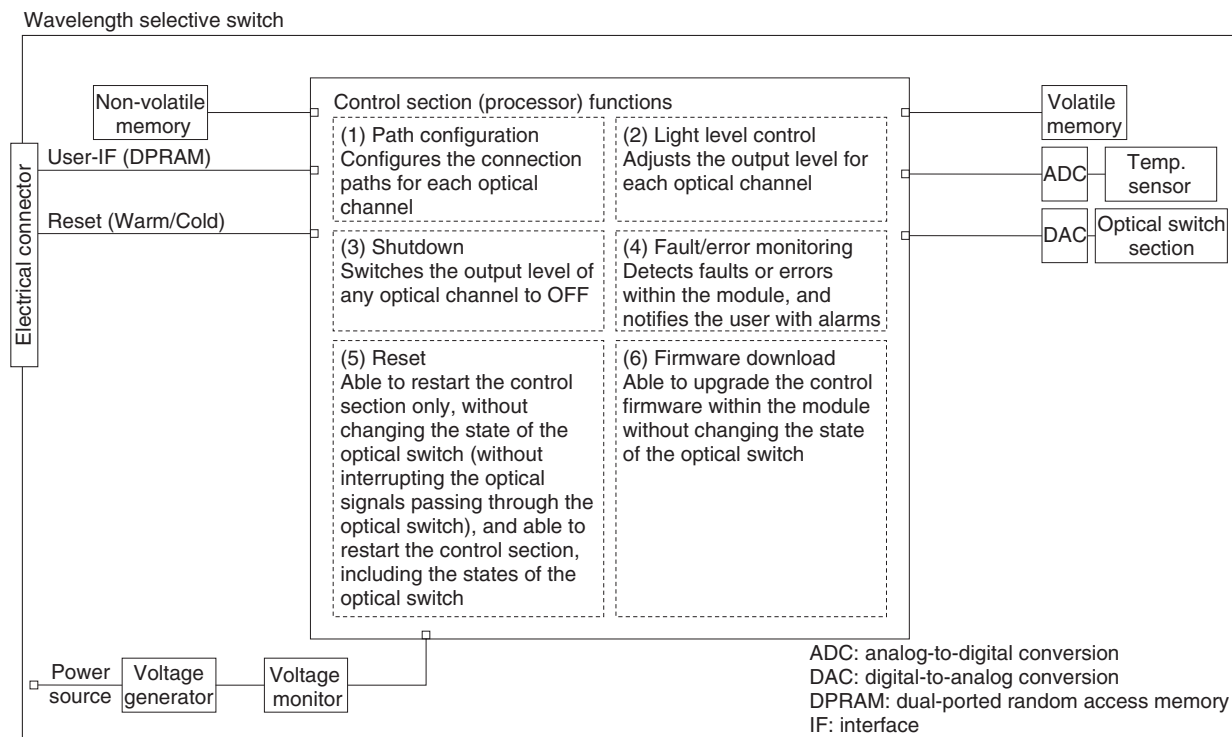 Wavelength selective switch
Non-volatile
memory
Electrical connector
User-IF (DPRAM)
Reset (Warm/Cold)
Control section (processor) functions
(1) Path configuration
Configures the connection
paths for each optical
channel
(2) Light level control
Adjusts the output level for
each optical channel
(3) Shutdown
Switches the output level of
any optical channel to OFF
(4) Fault/error monitoring
Detects faults or errors
within the module, and
notifies the user with alarms
(5) Reset
Able to restart the control
section only, without
changing the state of the
optical switch (without
interrupting the optical
signals passing through the
optical switch), and able to
restart the control section,
including the states of the
optical switch
(6) Firmware download
Able to upgrade the control
firmware within the module
without changing the state
of the optical switch
Volatile
memory
ADC
Temp.
sensor
DAC
Optical switch
section
Power
source
Voltage
generator
Voltage
monitor
ADC: analog-to-digital conversion
DAC: digital-to-analog conversion
DPRAM: dual-ported random access memory
IF: interface